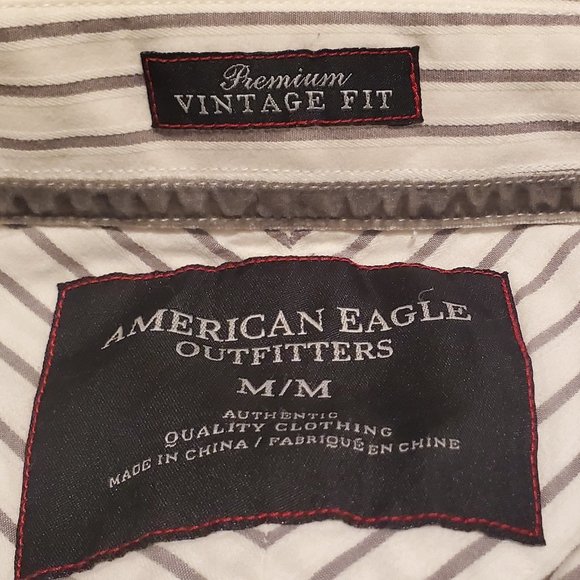 Premium
VINTAGE FIT
AMERICAN EAGLE
OUTFITTERS
M/M
AUTHENTIC
QUALITY CLOTHING
MADE IN CHINA / FABRIQUÉ EN CHINE